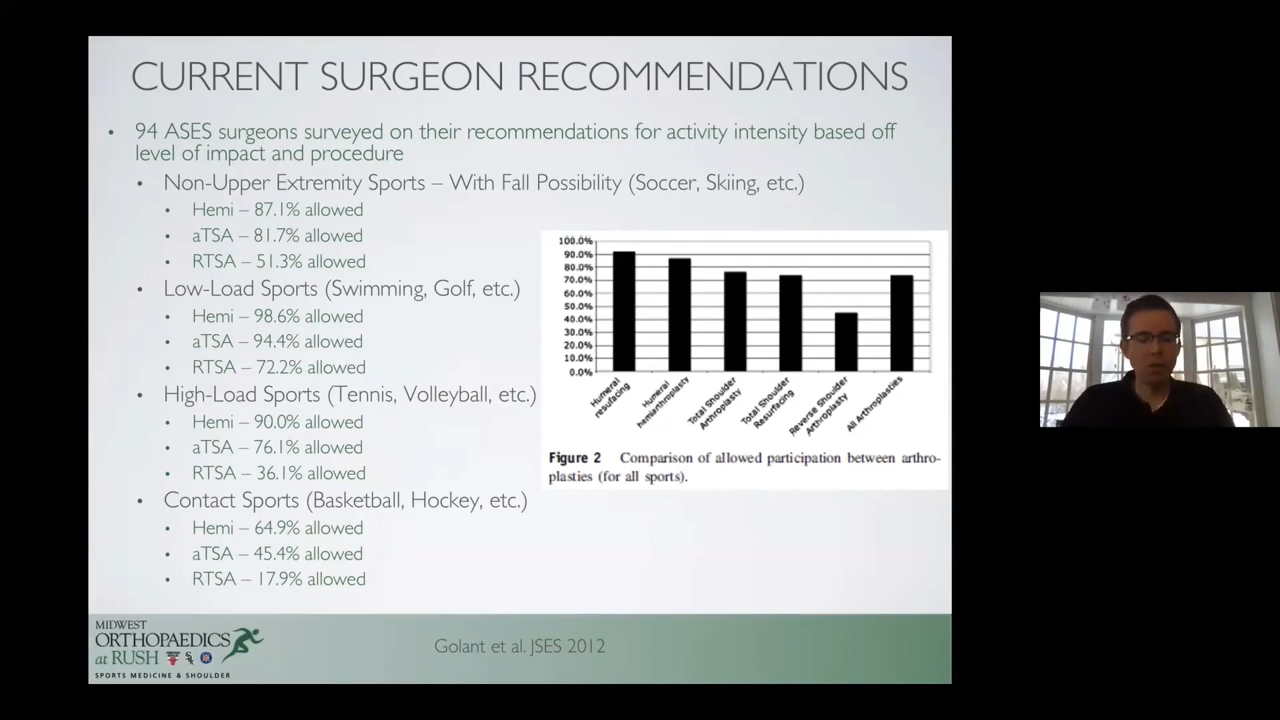 CURRENT SURGEON RECOMMENDATIONS
• 94 ASES surgeons surveyed on their recommendations for activity intensity based off
level of impact and procedure
• Non-Upper Extremity Sports – With Fall Possibility (Soccer, Skiing, etc.)
• Hemi – 87.1% allowed
• aTSA – 81.7% allowed
• RTSA – 51.3% allowed
• Low-Load Sports (Swimming, Golf, etc.)
• Hemi – 98.6% allowed
• aTSA – 94.4% allowed
• RTSA – 72.2% allowed
• High-Load Sports (Tennis, Volleyball, etc.)
• Hemi – 90.0% allowed
• aTSA – 76.1% allowed
• RTSA – 36.1% allowed
• Contact Sports (Basketball, Hockey, etc.)
• Hemi – 64.9% allowed
• aTSA – 45.4% allowed
• RTSA – 17.9% allowed
100.0%
90.0%
80.0%
70.0%
60.0%
50.0%
40.0%
30.0%
20.0%
10.0%
0.0%
Humeral
resufacing
Humeral
hemiarthroplasty
Total Shoulder
Arthroplasty
Total Shoulder
Resurfacing
Reverse Shoulder
Arthroplasty
All Arthroplasties
Figure 2 Comparison of allowed participation between arthro-
plasties (for all sports).
MIDWEST
ORTHOPAEDICS
at RUSH
SPORTS MEDICINE & SHOULDER
Golant et al. JSES 2012